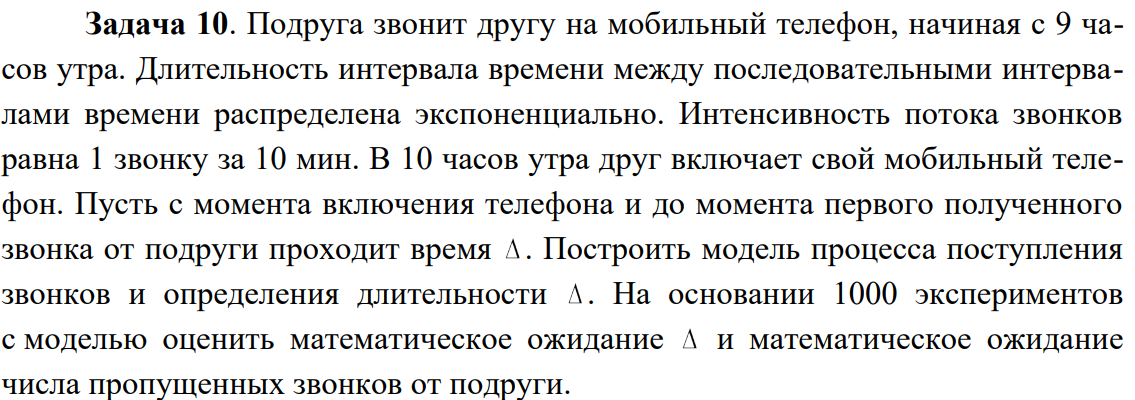 Задача 10. Подруга звонит другу на мобильный телефон, начиная с 9 ча-
сов утра. Длительность интервала времени между последовательными интерва-
лами времени распределена экспоненциально. Интенсивность потока звонков
равна 1 звонку за 10 мин. В 10 часов утра друг включает свой мобильный теле-
фон. Пусть с момента включения телефона и до момента первого полученного
звонка от подруги проходит время Δ. Построить модель процесса поступления
звонков и определения длительности Δ. На основании 1000 экспериментов
с моделью оценить математическое ожидание Δ и математическое ожидание
числа пропущенных звонков от подруги.